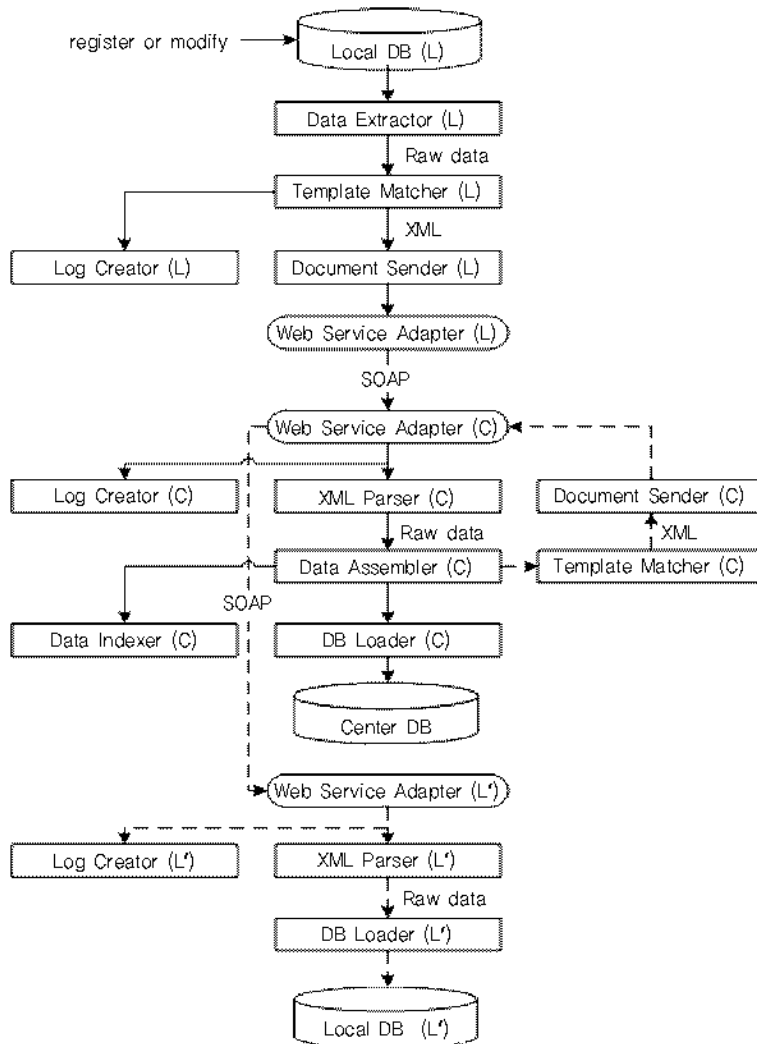 register or modify
Local DB (L)
Data Extractor (L)
Raw data
Template Matcher (L)
XML
Log Creator (L)
Document Sender (L)
Web Service Adapter (L)
SOAP
Web Service Adapter (C)
Log Creator (C)
XML Parser (C)
Document Sender (C)
Raw data
XML
Data Assembler (C)
Template Matcher (C)
SOAP
Data Indexer (C)
DB Loader (C)
Center DB
Web Service Adapter (L')
Log Creator (L')
XML Parser (L')
Raw data
DB Loader (L')
Local DB (L')